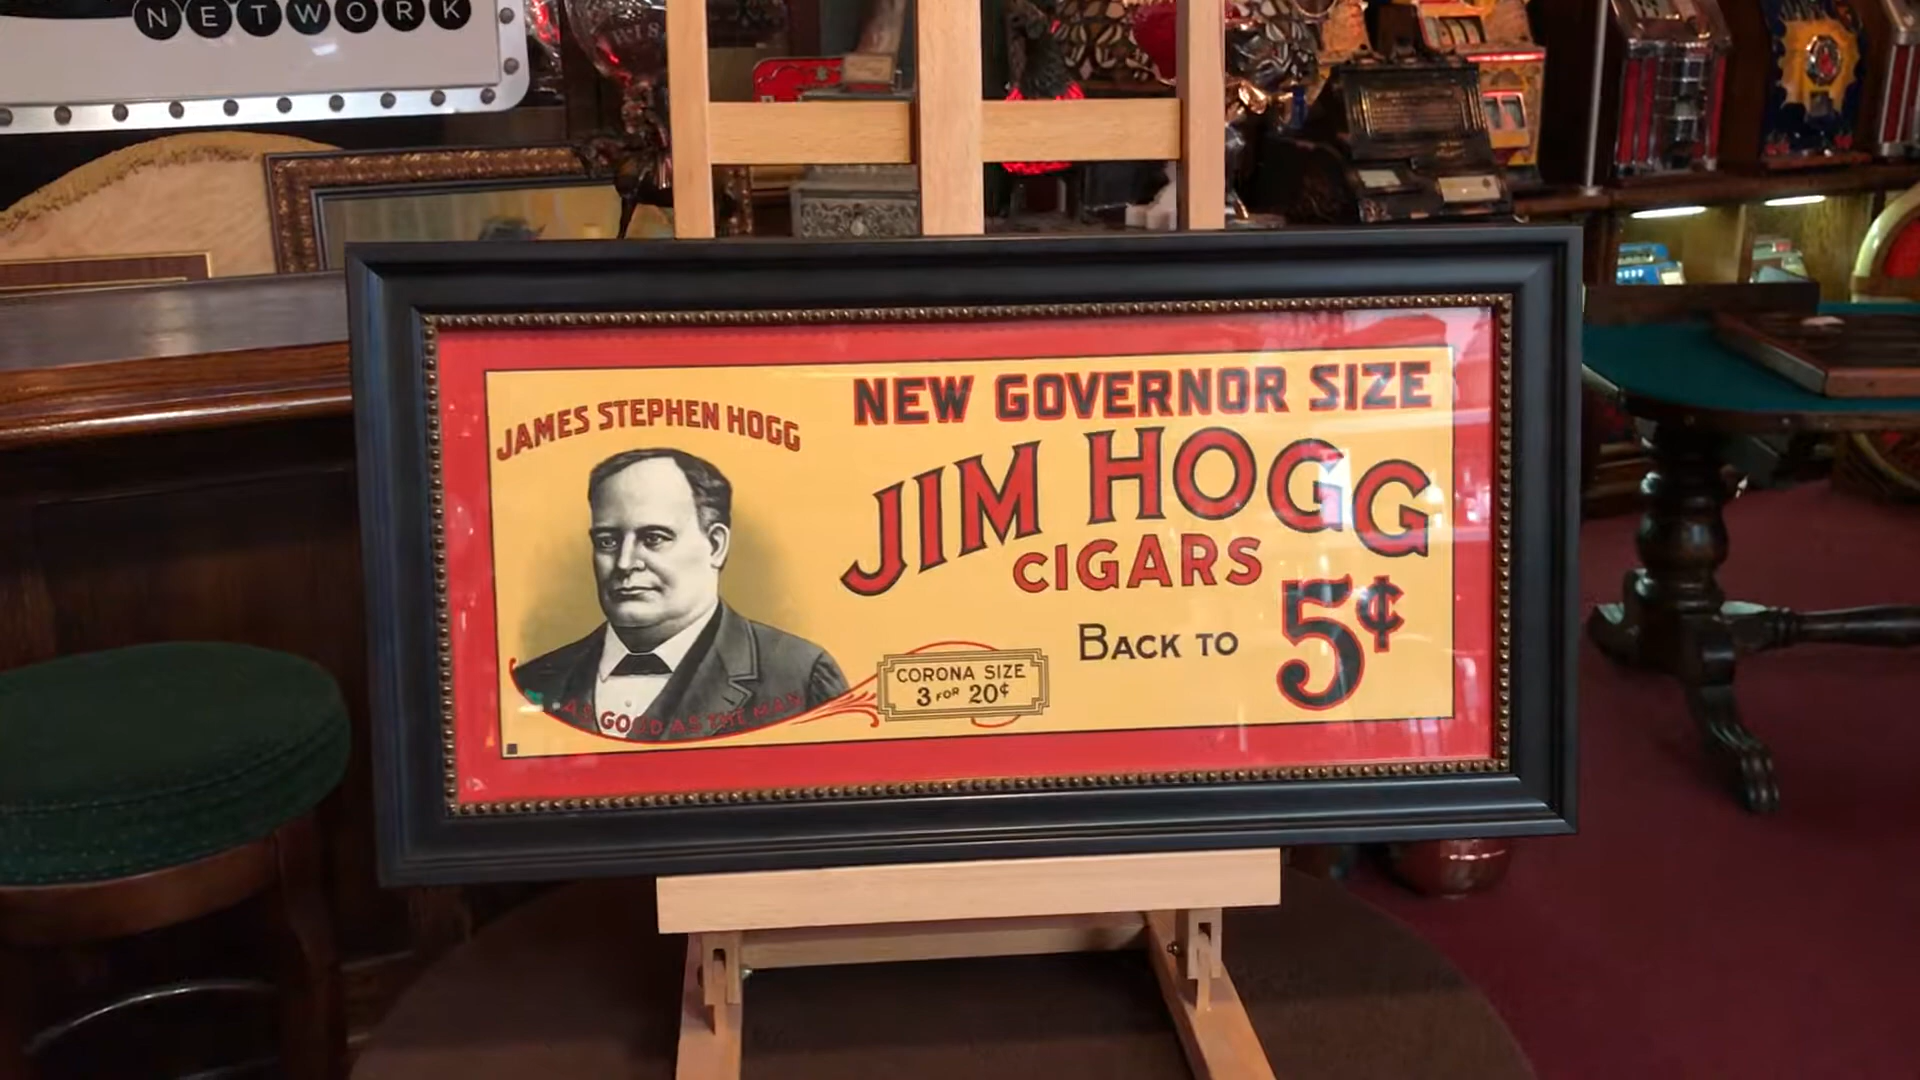 NETWORK
JAMES STEPHEN HOGG
AS GOOD AS THE MAN
NEW GOVERNOR SIZE
JIM HOGG
CIGARS
BACK TO 5¢
CORONA SIZE
3 FOR 20¢